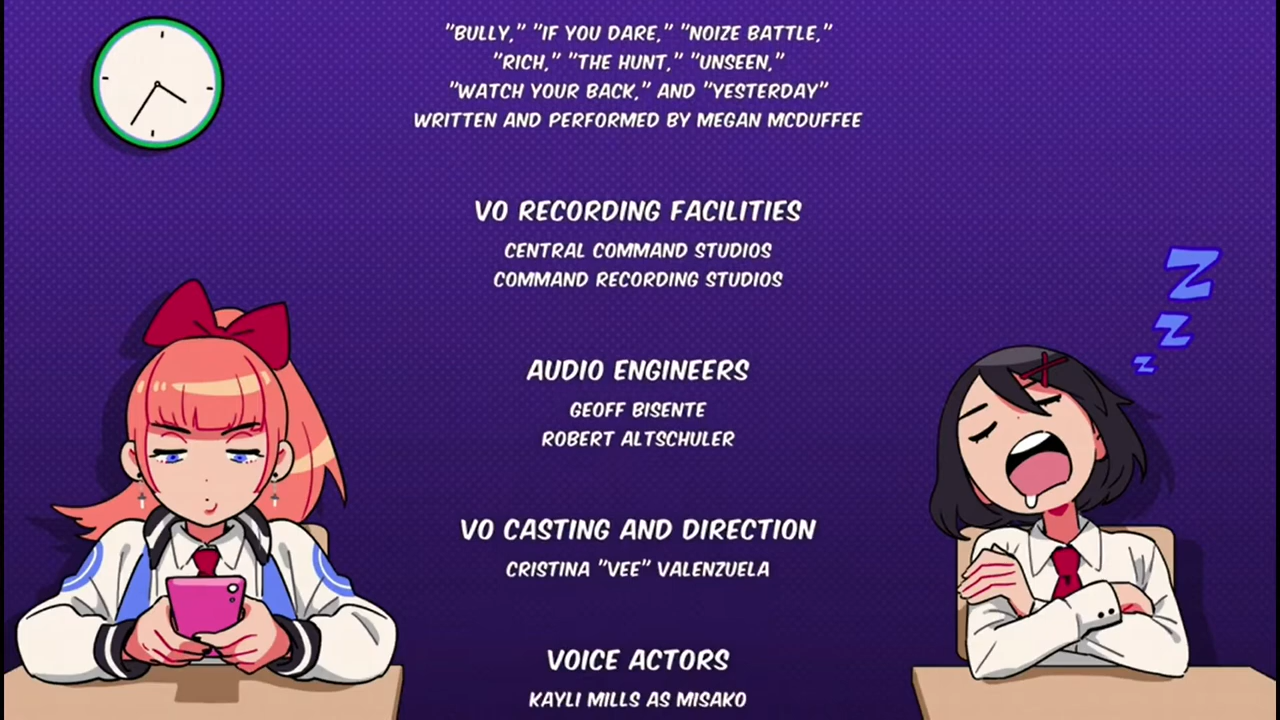 "BULLY," "IF YOU DARE," "NOIZE BATTLE,"
"RICH," "THE HUNT," "UNSEEN,"
"WATCH YOUR BACK," AND "YESTERDAY"
WRITTEN AND PERFORMED BY MEGAN MCDUFFEE
VO RECORDING FACILITIES
CENTRAL COMMAND STUDIOS
COMMAND RECORDING STUDIOS
AUDIO ENGINEERS
GEOFF BISENTE
ROBERT ALTSCHULER
VO CASTING AND DIRECTION
CRISTINA "VEE" VALENZUELA
VOICE ACTORS
KAYLI MILLS AS MISAKO
Z
Z
Z